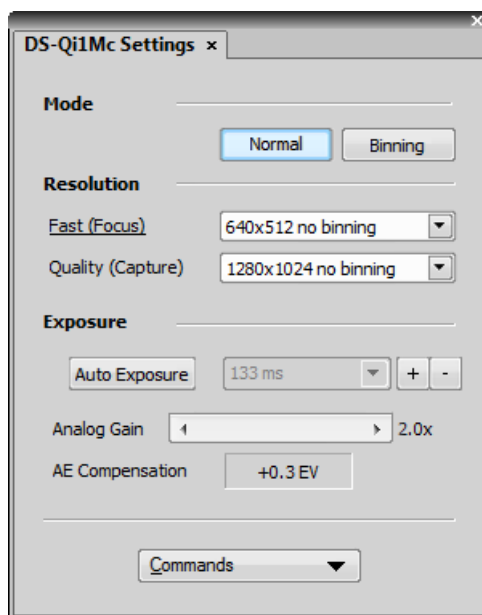 DS-Qi1Mc Settings ×
Mode
Normal Binning
Resolution
Fast (Focus) 640x512 no binning
Quality (Capture) 1280x1024 no binning
Exposure
Auto Exposure 133 ms + -
Analog Gain 2.0x
AE Compensation +0.3 EV
Commands